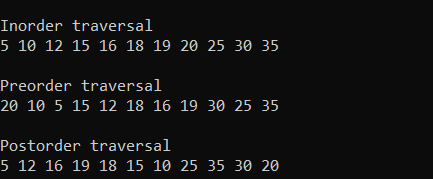 Inorder traversal
5 10 12 15 16 18 19 20 25 30 35
Preorder traversal
20 10 5 15 12 18 16 19 30 25 35
Postorder traversal
5 12 16 19 18 15 10 25 35 30 20